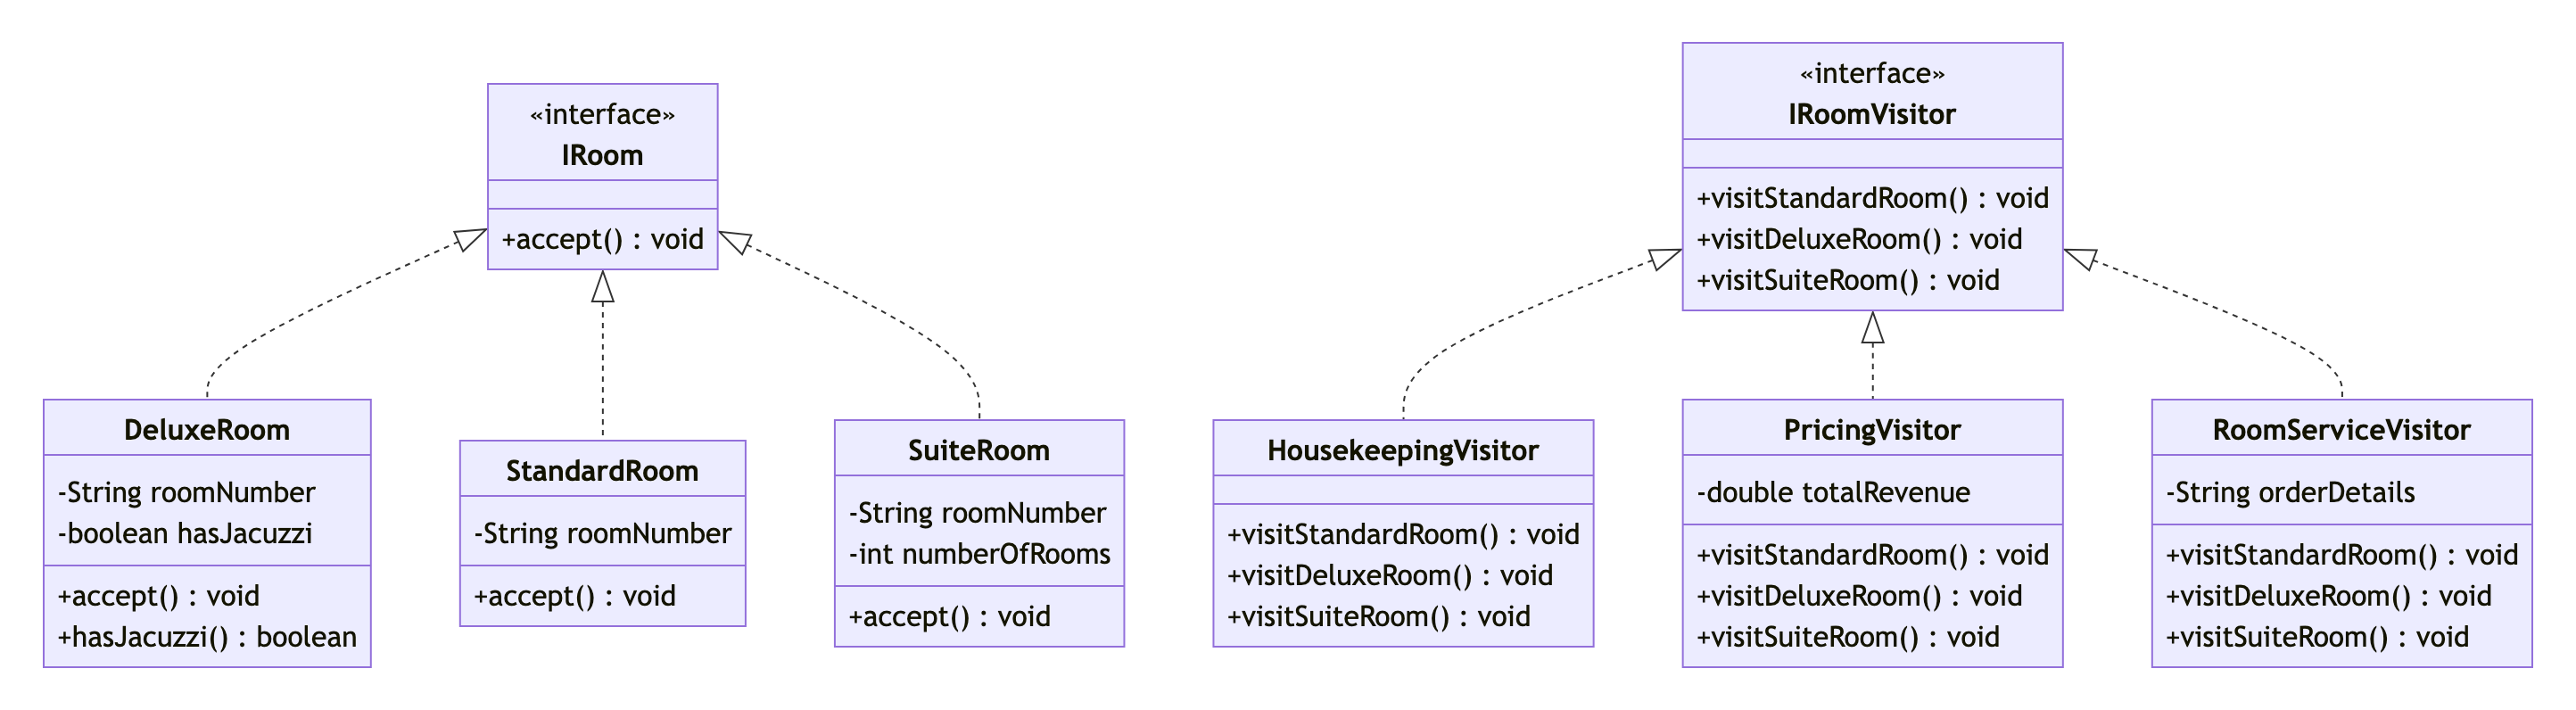 «interface»
IRoom
+accept() : void
«interface»
IRoomVisitor
+visitStandardRoom() : void
+visitDeluxeRoom() : void
+visitSuiteRoom() : void
DeluxeRoom
-String roomNumber
-boolean hasJacuzzi
+accept() : void
+hasJacuzzi() : boolean
StandardRoom
-String roomNumber
+accept() : void
SuiteRoom
-String roomNumber
-int numberOfRooms
+accept() : void
HousekeepingVisitor
+visitStandardRoom() : void
+visitDeluxeRoom() : void
+visitSuiteRoom() : void
PricingVisitor
-double totalRevenue
+visitStandardRoom() : void
+visitDeluxeRoom() : void
+visitSuiteRoom() : void
RoomServiceVisitor
-String orderDetails
+visitStandardRoom() : void
+visitDeluxeRoom() : void
+visitSuiteRoom() : void